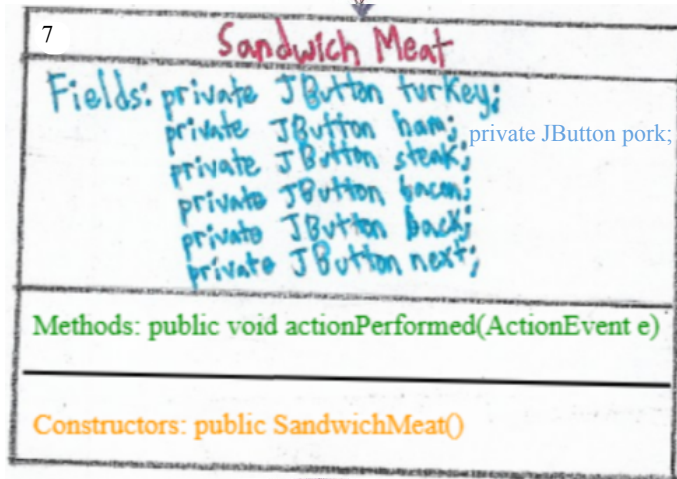 7
Sandwich Meat
Fields: private JButton turkey;
private JButton ham; private JButton pork;
private JButton steak;
private JButton bacon;
private JButton back;
private JButton next;
Methods: public void actionPerformed(ActionEvent e)
Constructors: public SandwichMeat()